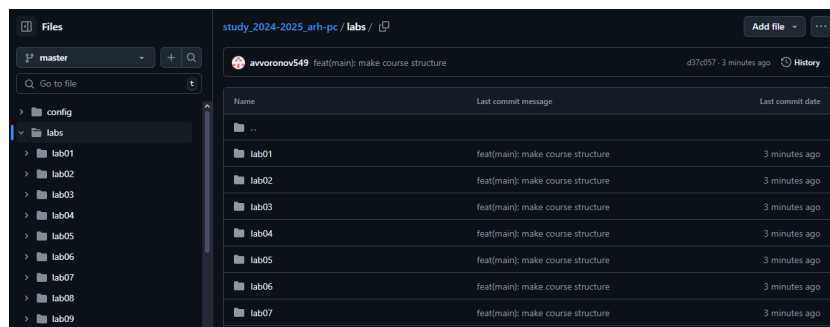 Files
master
Go to file
t
config
labs
lab01
lab02
lab03
lab04
lab05
lab06
lab07
lab08
lab09
study_2024-2025_arh-pc / labs /
Add file
avvoronov549 feat(main): make course structure
d37c057 · 3 minutes ago History
Name Last commit message Last commit date
..
lab01 feat(main): make course structure 3 minutes ago
lab02 feat(main): make course structure 3 minutes ago
lab03 feat(main): make course structure 3 minutes ago
lab04 feat(main): make course structure 3 minutes ago
lab05 feat(main): make course structure 3 minutes ago
lab06 feat(main): make course structure 3 minutes ago
lab07 feat(main): make course structure 3 minutes ago